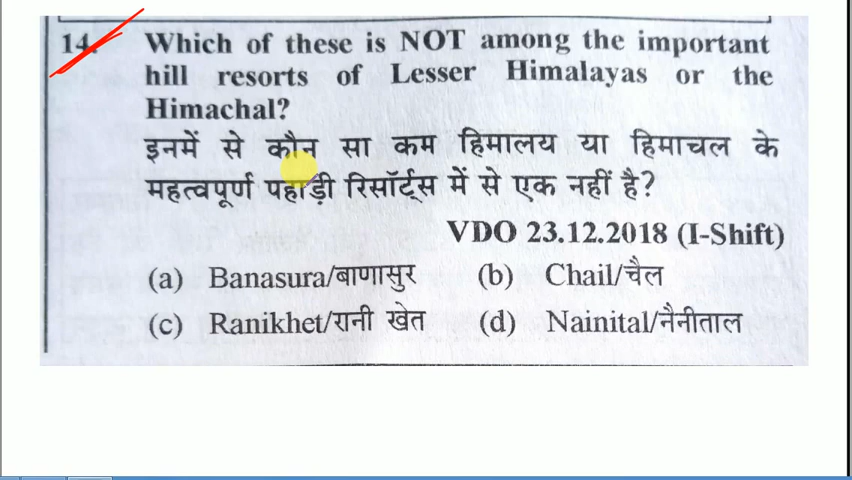 14. Which of these is NOT among the important
hill resorts of Lesser Himalayas or the
Himachal?
इनमें से कौन सा कम हिमालय या हिमाचल के
महत्वपूर्ण पहाड़ी रिसॉर्ट्स में से एक नहीं है?
VDO 23.12.2018 (I-Shift)
(a) Banasura/बाणासुर (b) Chail/चैल
(c) Ranikhet/रानी खेत (d) Nainital/नैनीताल